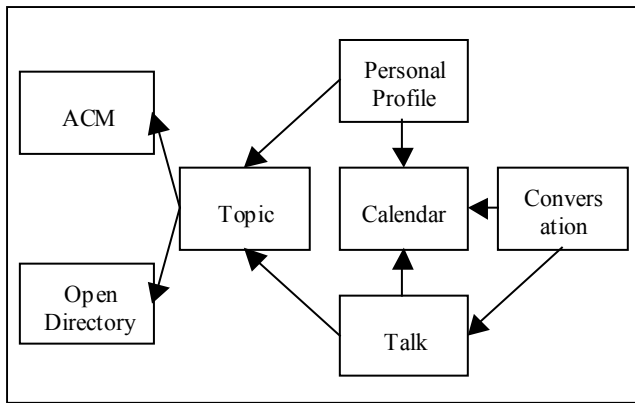 ACM
Open
Directory
Topic
Personal
Profile
Calendar
Talk
Convers
ation